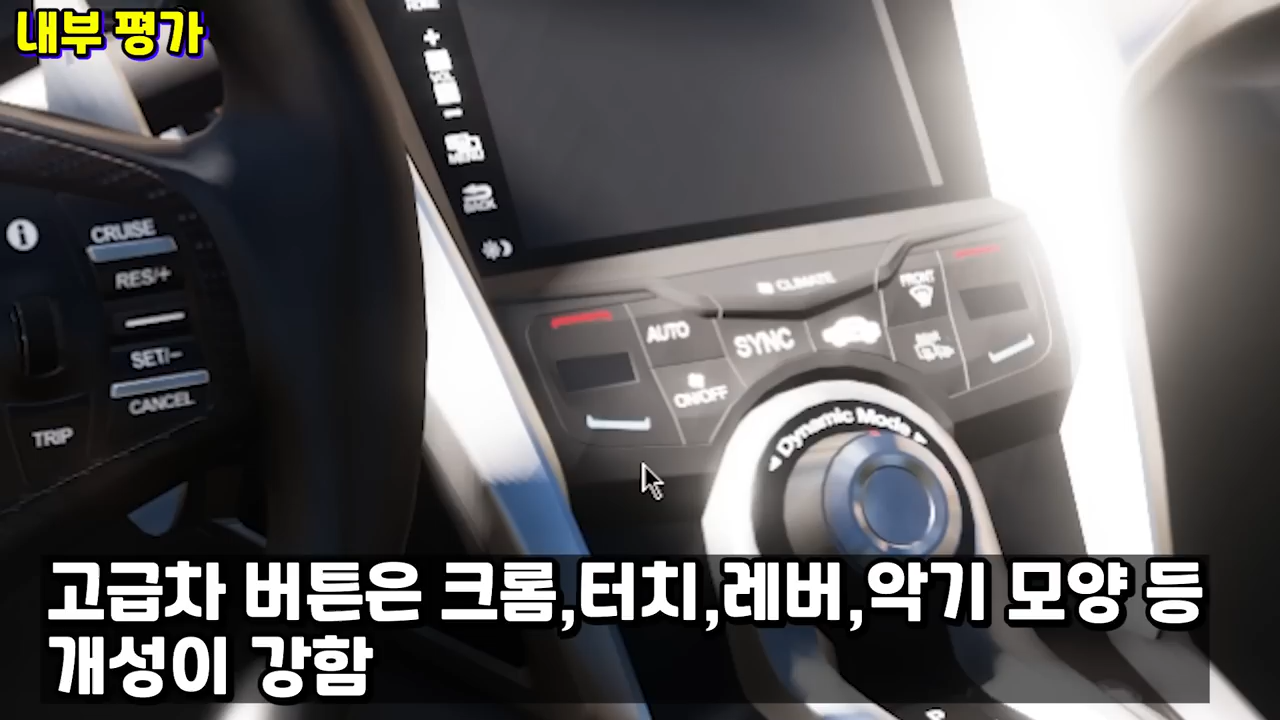 내부 평가
HOME
+
VOL
-
MENU
BACK
CRUISE
RES/+
SET/-
CANCEL
TRIP
CLIMATE
AUTO
SYNC
FRONT
ON/OFF
Dynamic Mode
고급차 버튼은 크롬,터치,레버,악기 모양 등
개성이 강함